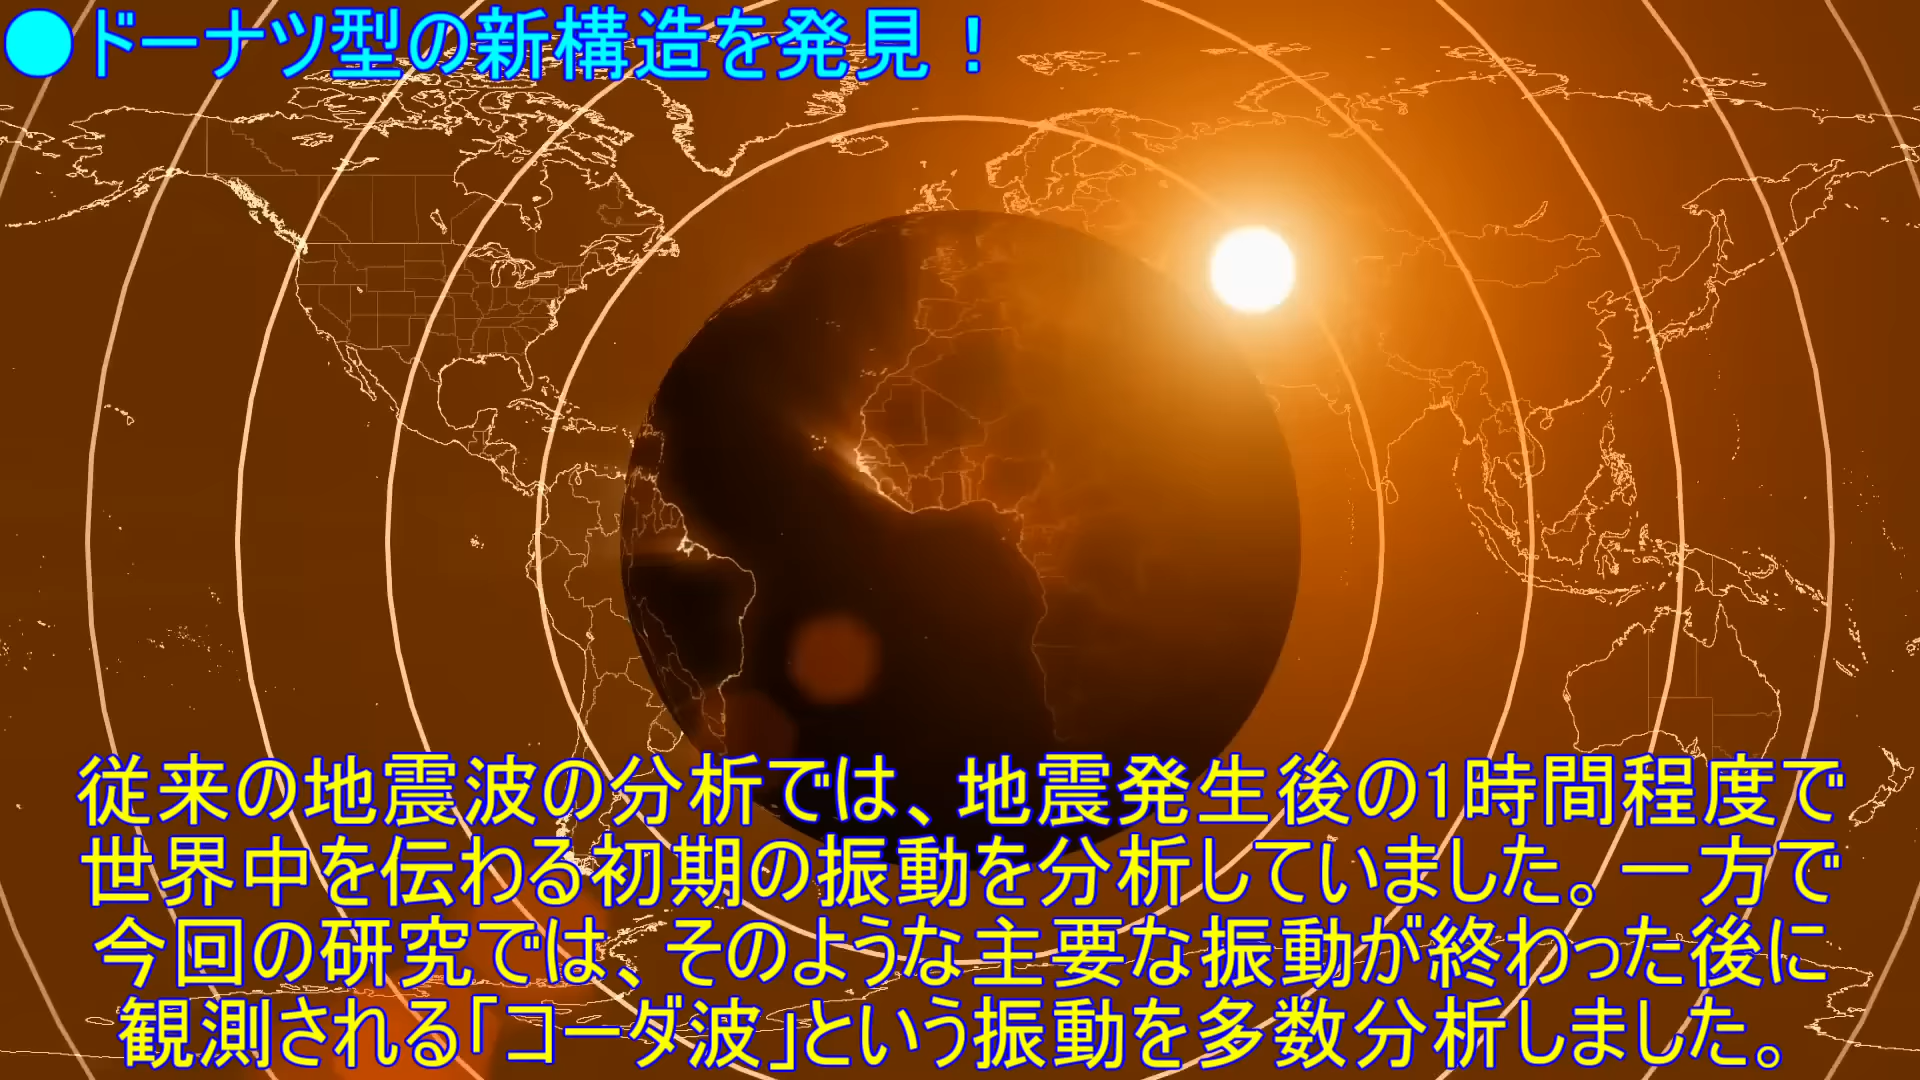 ●ドーナツ型の新構造を発見！
従来の地震波の分析では、地震発生後の1時間程度で
世界中を伝わる初期の振動を分析していました。一方で
今回の研究では、そのような主要な振動が終わった後に
観測される「コーダ波」という振動を多数分析しました。